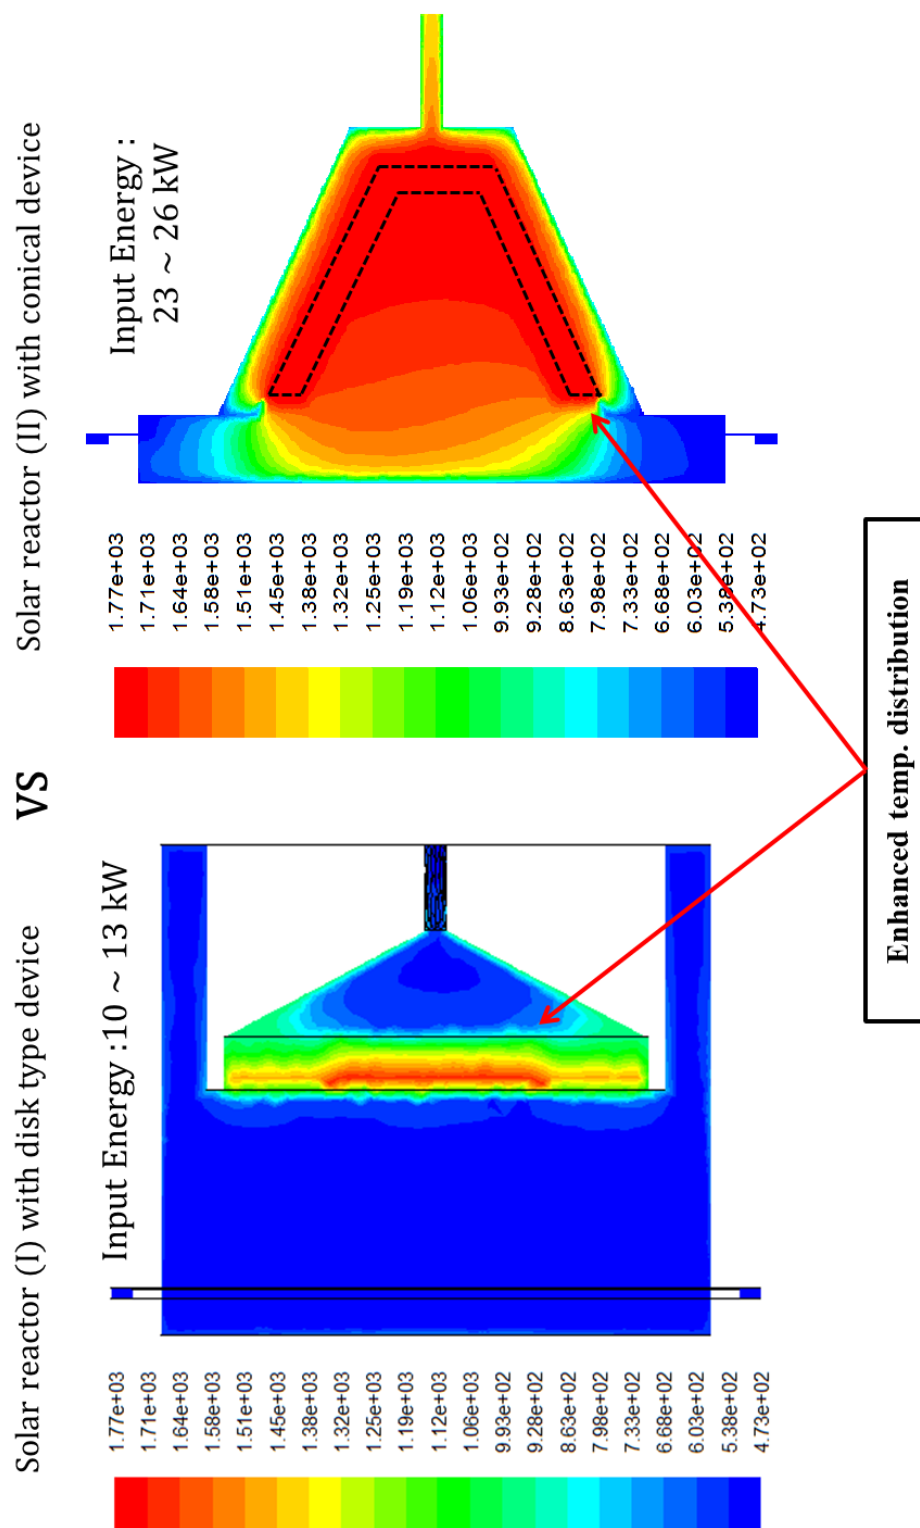 Solar reactor (I) with disk type device
VS
Solar reactor (II) with conical device
Input Energy :10 ~ 13 kW
1.77e+03
1.71e+03
1.64e+03
1.58e+03
1.51e+03
1.45e+03
1.38e+03
1.32e+03
1.25e+03
1.19e+03
1.12e+03
1.06e+03
9.93e+02
9.28e+02
8.63e+02
7.98e+02
7.33e+02
6.68e+02
6.03e+02
5.38e+02
4.73e+02
Input Energy :
23 ~ 26 kW
1.77e+03
1.71e+03
1.64e+03
1.58e+03
1.51e+03
1.45e+03
1.38e+03
1.32e+03
1.25e+03
1.19e+03
1.12e+03
1.06e+03
9.93e+02
9.28e+02
8.63e+02
7.98e+02
7.33e+02
6.68e+02
6.03e+02
5.38e+02
4.73e+02
Enhanced temp. distribution